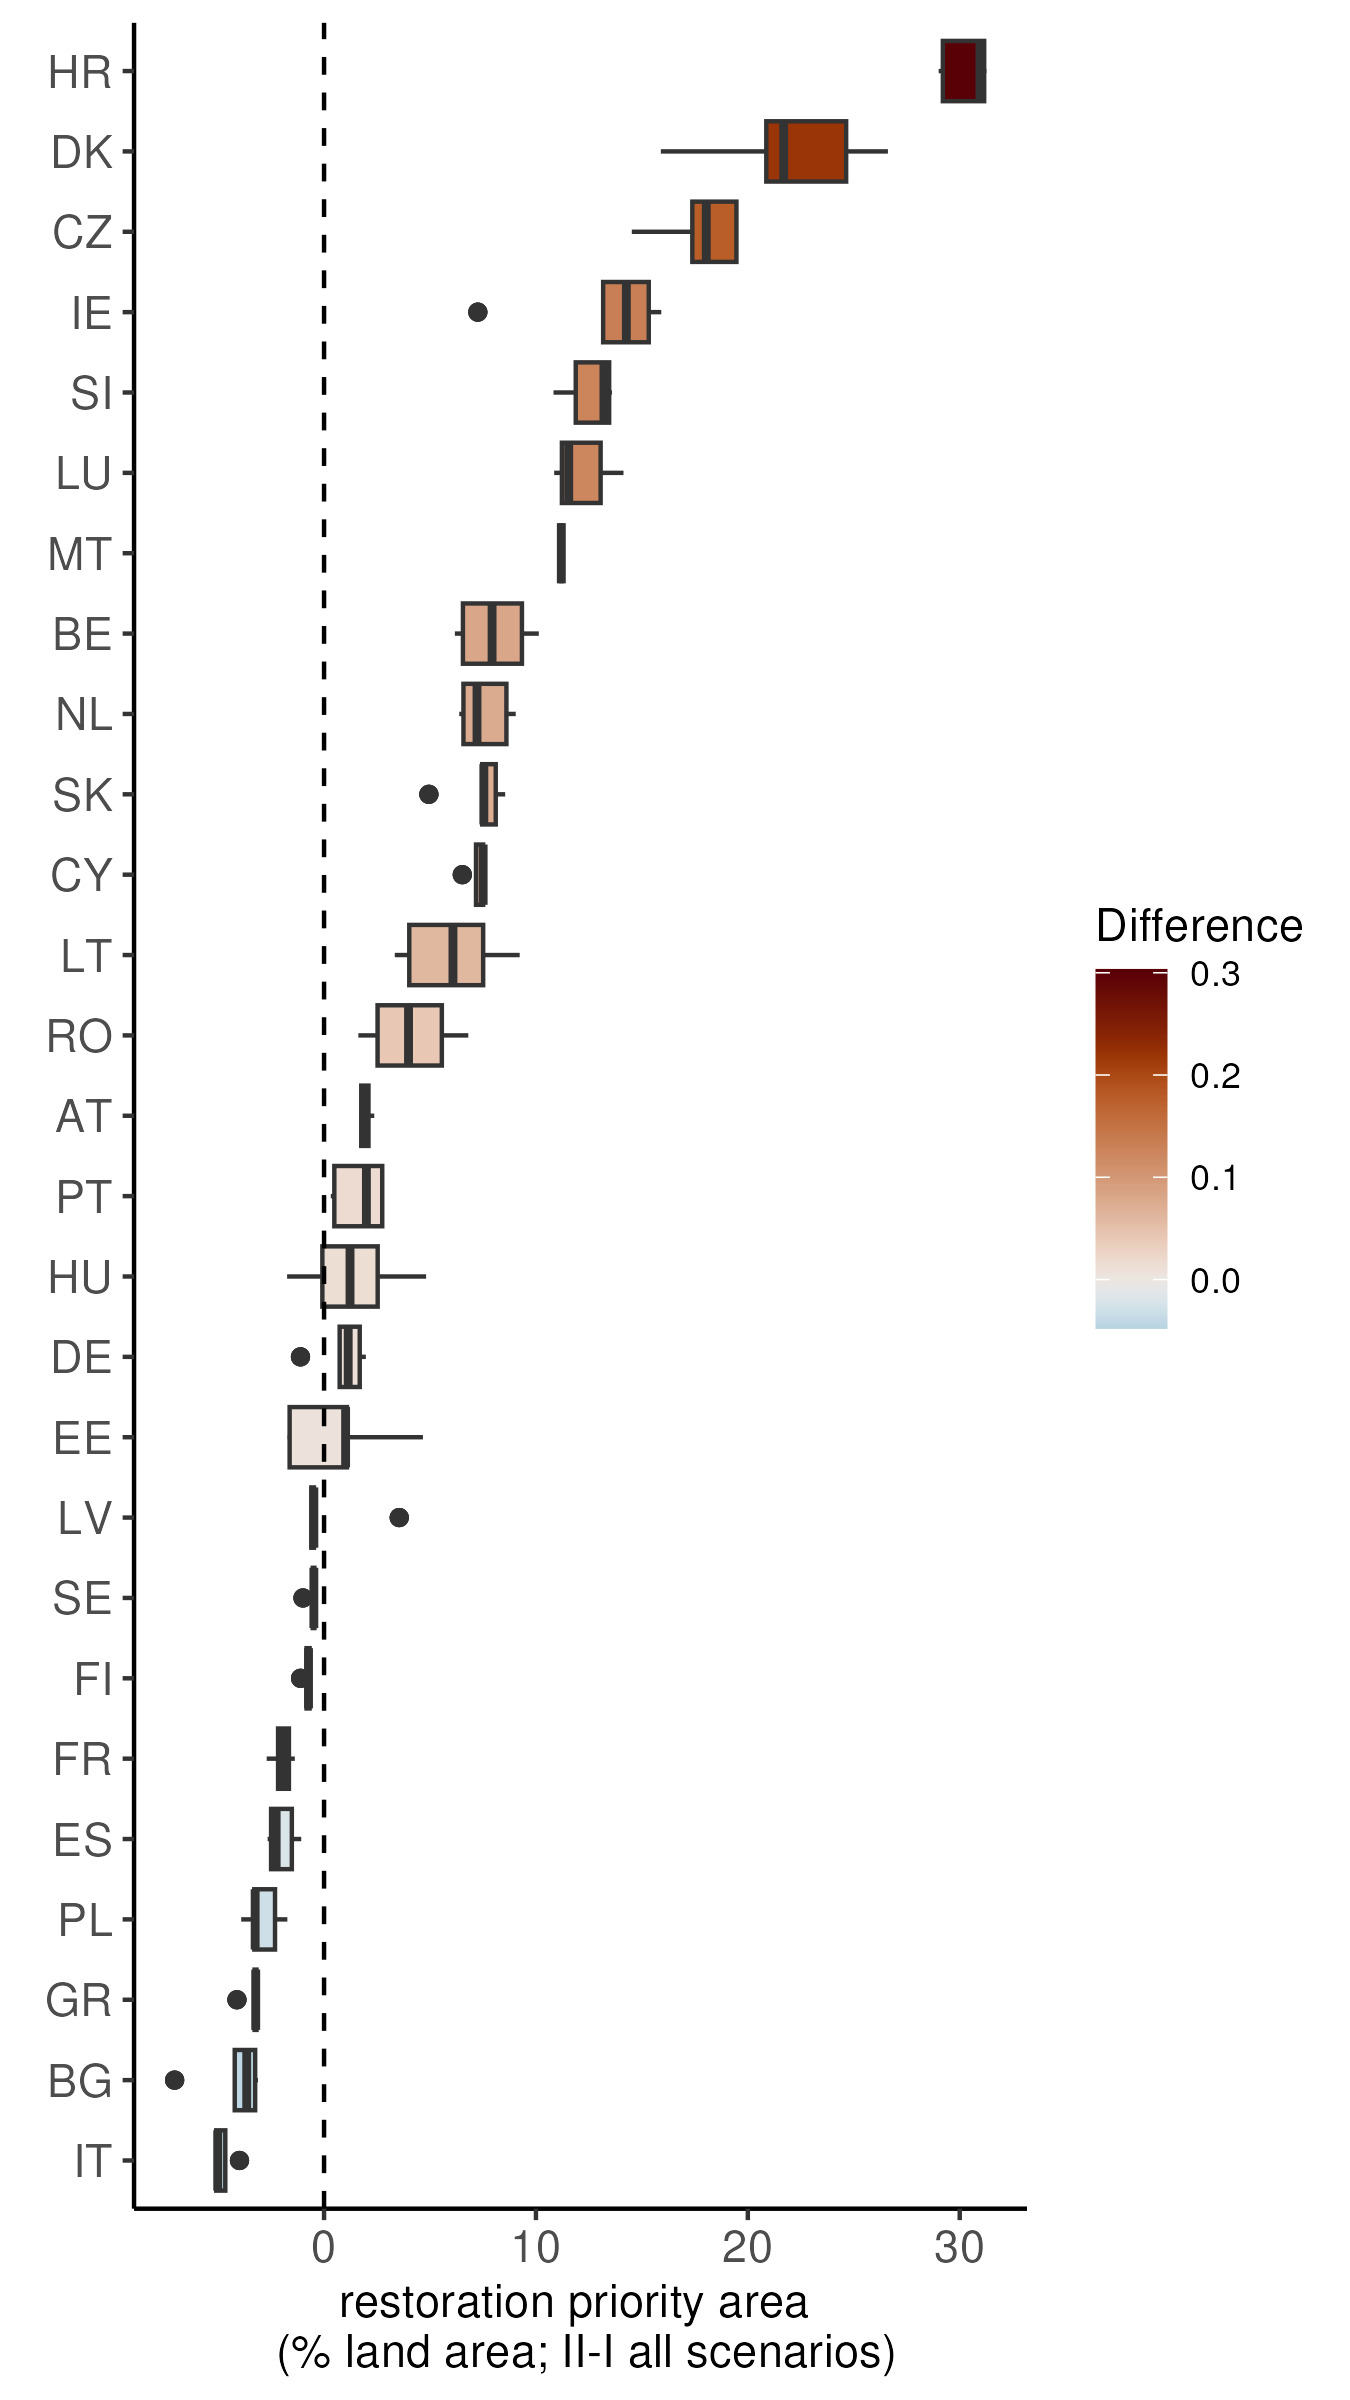 HR
DK
CZ
IE
SI
LU
MT
BE
NL
SK
CY
LT
RO
AT
PT
HU
DE
EE
LV
SE
FI
FR
ES
PL
GR
BG
IT
0 10 20 30
restoration priority area
(% land area; II-I all scenarios)
Difference
0.3
0.2
0.1
0.0